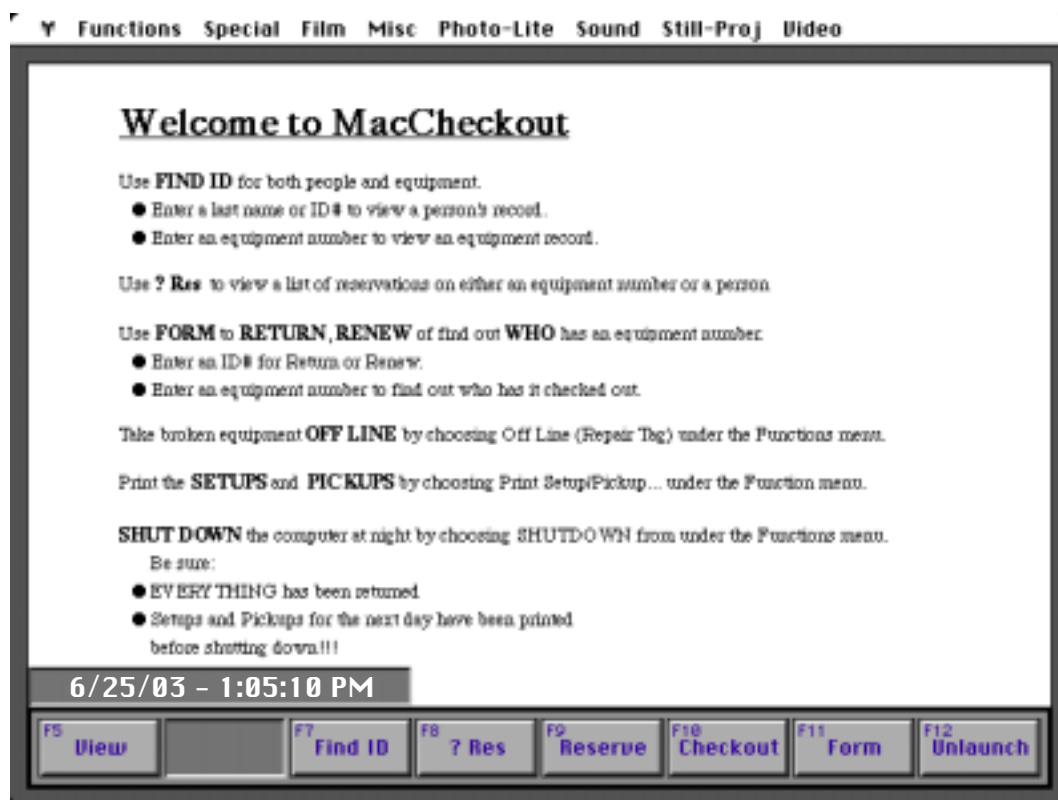 Functions Special Film Misc Photo-Lite Sound Still-Proj Video
Welcome to MacCheckout
Use FIND ID for both people and equipment.
● Enter a last name or ID# to view a person's record.
● Enter an equipment number to view an equipment record.
Use ? Res to view a list of reservations on either an equipment number or a person
Use FORM to RETURN, RENEW of find out WHO has an equipment number.
● Enter an ID# for Return or Renew.
● Enter an equipment number to find out who has it checked out.
Take broken equipment OFF LINE by choosing Off Line (Repair Tag) under the Functions menu.
Print the SETUPS and PICKUPS by choosing Print Setup/Pickup... under the Function menu.
SHUT DOWN the computer at night by choosing SHUTDOWN from under the Functions menu.
Be sure:
● EVERYTHING has been returned
● Setups and Pickups for the next day have been printed
before shutting down!!!
6/25/03 - 1:05:10 PM
F5 View F7 Find ID F8 ? Res F9 Reserve F10 Checkout F11 Form F12 Unlaunch